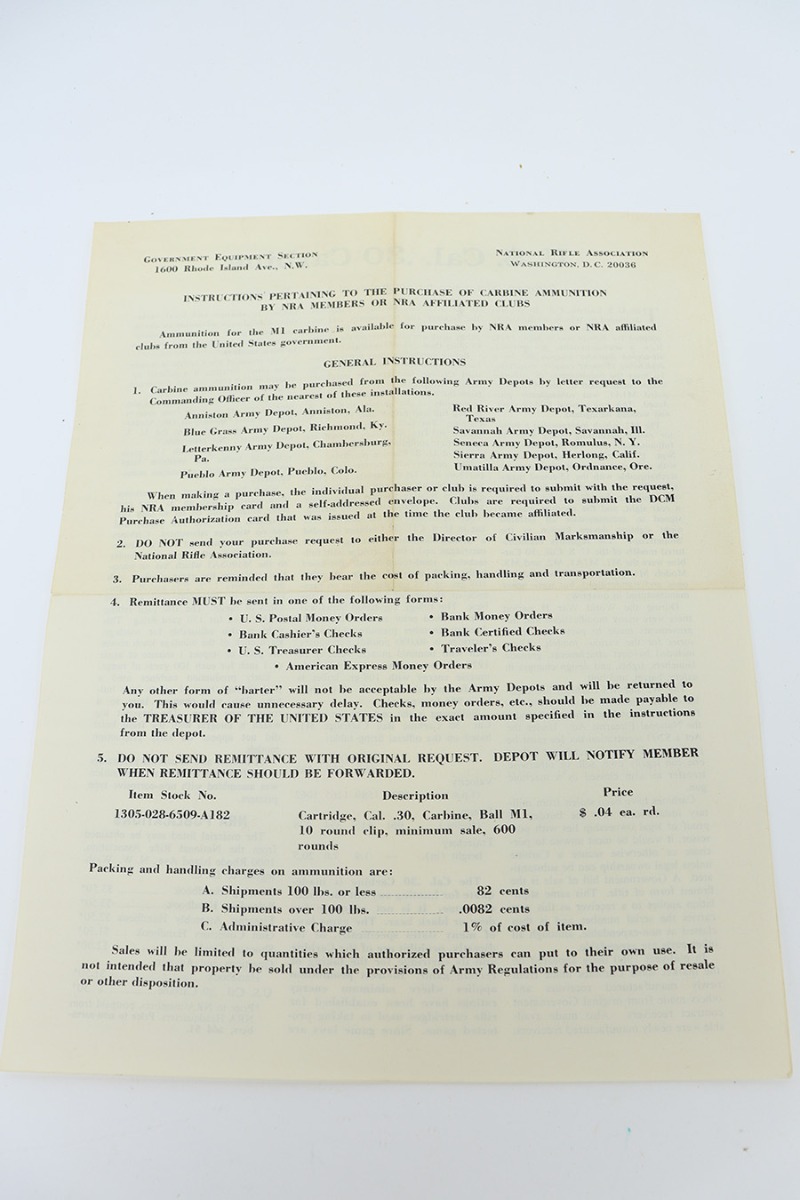 GOVERNMENT EQUIPMENT SECTION
1600 Rhode Island Ave., N.W.
NATIONAL RIFLE ASSOCIATION
WASHINGTON, D. C. 20036
INSTRUCTIONS PERTAINING TO THE PURCHASE OF CARBINE AMMUNITION
BY NRA MEMBERS OR NRA AFFILIATED CLUBS
Ammunition for the M1 carbine is available for purchase by NRA members or NRA affiliated
clubs from the United States government.
GENERAL INSTRUCTIONS
1. Carbine ammunition may be purchased from the following Army Depots by letter request to the
Commanding Officer of the nearest of these installations.
Anniston Army Depot, Anniston, Ala.
Blue Grass Army Depot, Richmond, Ky.
Letterkenny Army Depot, Chambersburg,
Pa.
Pueblo Army Depot, Pueblo, Colo.
Red River Army Depot, Texarkana,
Texas
Savannah Army Depot, Savannah, Ill.
Seneca Army Depot, Romulus, N. Y.
Sierra Army Depot, Herlong, Calif.
Umatilla Army Depot, Ordnance, Ore.
When making a purchase, the individual purchaser or club is required to submit with the request,
his NRA membership card and a self-addressed envelope. Clubs are required to submit the DCM
Purchase Authorization card that was issued at the time the club became affiliated.
2. DO NOT send your purchase request to either the Director of Civilian Marksmanship or the
National Rifle Association.
3. Purchasers are reminded that they bear the cost of packing, handling and transportation.
4. Remittance MUST be sent in one of the following forms:
• U. S. Postal Money Orders
• Bank Money Orders
• Bank Cashier's Checks
• Bank Certified Checks
• U. S. Treasurer Checks
• Traveler's Checks
• American Express Money Orders
Any other form of "barter" will not be acceptable by the Army Depots and will be returned to
you. This would cause unnecessary delay. Checks, money orders, etc., should be made payable to
the TREASURER OF THE UNITED STATES in the exact amount specified in the instructions
from the depot.
5. DO NOT SEND REMITTANCE WITH ORIGINAL REQUEST. DEPOT WILL NOTIFY MEMBER
WHEN REMITTANCE SHOULD BE FORWARDED.
Item Stock No. Description Price
1305-028-6509-A182 Cartridge, Cal. .30, Carbine, Ball M1, $ .04 ea. rd.
10 round clip, minimum sale, 600
rounds
Packing and handling charges on ammunition are:
A. Shipments 100 lbs. or less 82 cents
B. Shipments over 100 lbs. .0082 cents
C. Administrative Charge 1% of cost of item.
Sales will be limited to quantities which authorized purchasers can put to their own use. It is
not intended that property be sold under the provisions of Army Regulations for the purpose of resale
or other disposition.